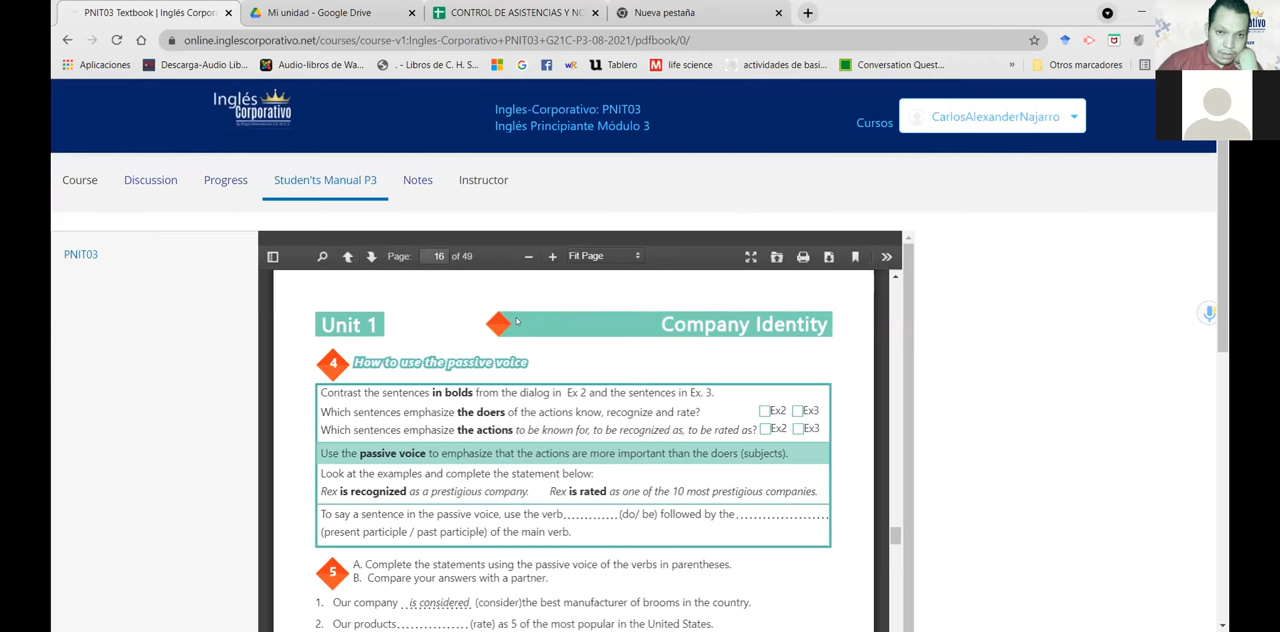 PNIT03 Textbook | Inglés Corpora
Mi unidad - Google Drive
CONTROL DE ASISTENCIAS Y NO
Nueva pestaña
online.inglescorporativo.net/courses/course-v1:Ingles-Corporativo+PNIT03+G21C-P3-08-2021/pdfbook/0/
Aplicaciones
Descarga-Audio Lib...
Audio-libros de Wa...
. - Libros de C. H. S...
Tablero
life science
actividades de basi...
Conversation Quest...
»
Otros marcadores
Inglés
Corporativo
Ingles-Corporativo: PNIT03
Inglés Principiante Módulo 3
Cursos
CarlosAlexanderNajarro
Course
Discussion
Progress
Studen'ts Manual P3
Notes
Instructor
PNIT03
Page: 16 of 49
Fit Page
Unit 1
Company Identity
4 How to use the passive voice
Contrast the sentences in bolds from the dialog in Ex 2 and the sentences in Ex. 3.
Which sentences emphasize the doers of the actions know, recognize and rate? Ex2 Ex3
Which sentences emphasize the actions to be known for, to be recognized as, to be rated as? Ex2 Ex3
Use the passive voice to emphasize that the actions are more important than the doers (subjects).
Look at the examples and complete the statement below:
Rex is recognized as a prestigious company. Rex is rated as one of the 10 most prestigious companies.
To say a sentence in the passive voice, use the verb............. (do/ be) followed by the ......................
(present participle / past participle) of the main verb.
5
A. Complete the statements using the passive voice of the verbs in parentheses.
B. Compare your answers with a partner.
1. Our company ..is considered. (consider)the best manufacturer of brooms in the country.
2. Our products................. (rate) as 5 of the most popular in the United States.